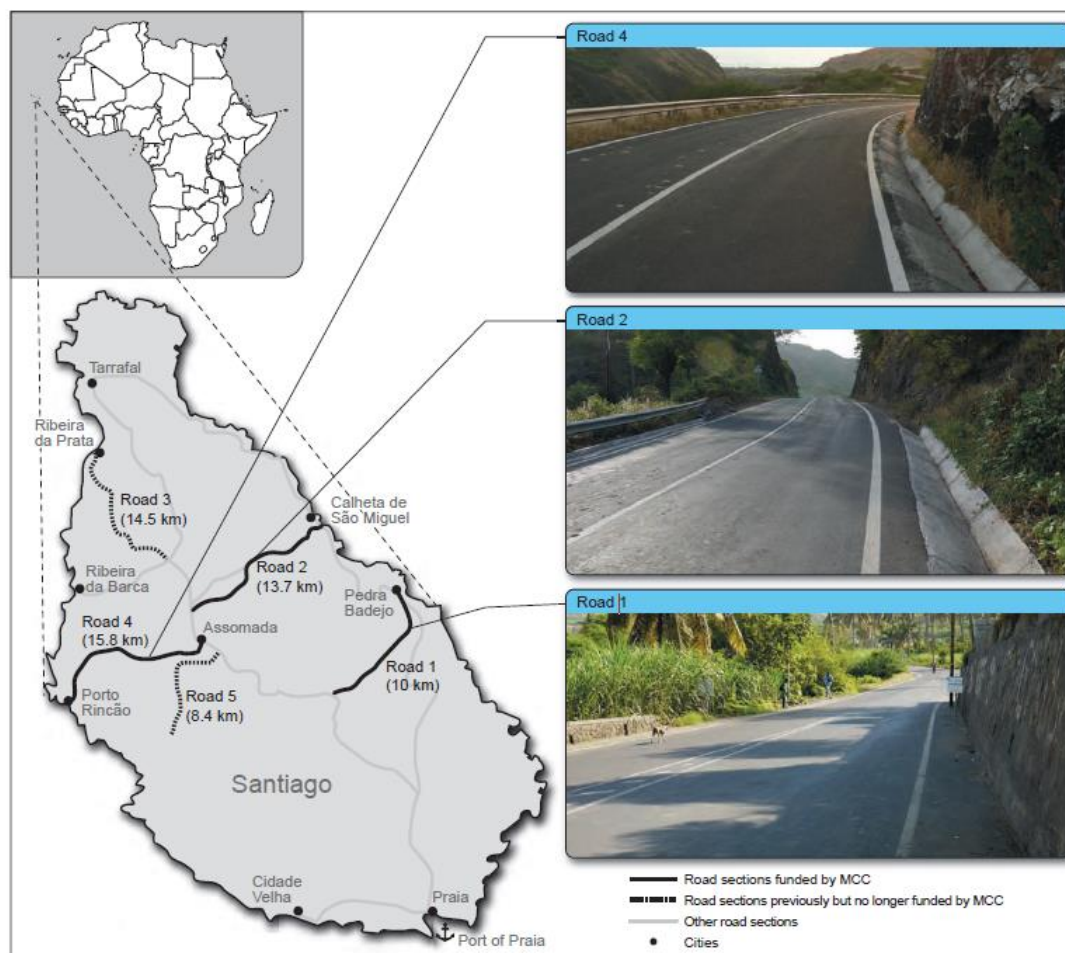 Road 4
Road 2
Road 1
Tarrafal
Ribeira
da Prata
Road 3
(14.5 km)
Calheta de
São Miguel
Ribeira
da Barca
Road 2
(13.7 km)
Pedra
Badejo
Road 4
(15.8 km)
Assomada
Road 1
(10 km)
Porto
Rincão
Road 5
(8.4 km)
Santiago
Cidade
Velha
Praia
Port of Praia
Road sections funded by MCC
Road sections previously but no longer funded by MCC
Other road sections
Cities